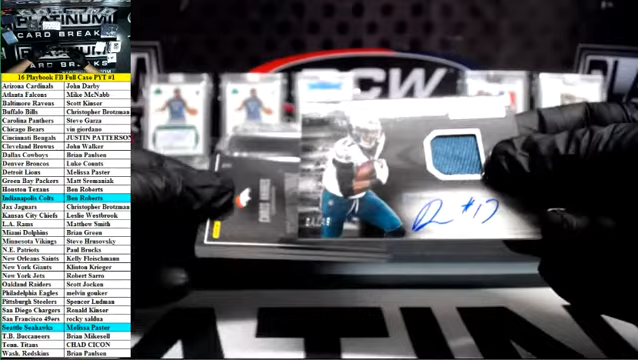 PLATINUM
CARD BREAK
PLATINUM
CARD BREAKS
16 Playbook FB Full Case PYT #1
Arizona Cardinals John Darby
Atlanta Falcons Mike McNabb
Baltimore Ravens Scott Kinser
Buffalo Bills Christopher Brotzman
Carolina Panthers Steve Garza
Chicago Bears vin giordano
Cincinnati Bengals JUSTIN PATTERSON
Cleveland Browns John Walker
Dallas Cowboys Brian Paulsen
Denver Broncos Luke Counts
Detroit Lions Melissa Paster
Green Bay Packers Matt Semaniak
Houston Texans Ben Roberts
Indianapolis Colts Ben Roberts
Jax Jaguars Christopher Brotzman
Kansas City Chiefs Leslie Westbrook
L.A. Rams Matthew Smith
Miami Dolphins Brian Green
Minnesota Vikings Steve Hrusovsky
N.E. Patriots Paul Brucks
New Orleans Saints Kelly Fleischmann
New York Giants Klinton Krieger
New York Jets Robert Sarro
Oakland Raiders Scott Jocken
Philadelphia Eagles melvin gonker
Pittsburgh Steelers Spencer Ludman
San Diego Chargers Ronald Kinser
San Francisco 49ers rocky saldua
Seattle Seahawks Melissa Paster
T.B. Buccaneers Brian Mikesell
Tenn. Titans CHAD CICON
Wash. Redskins Brian Paulsen
CW
#17